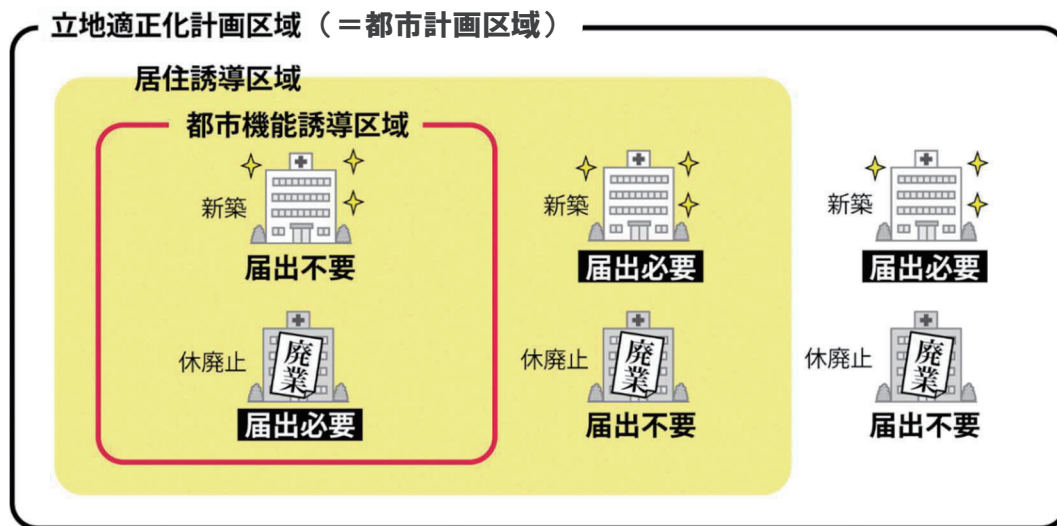 立地適正化計画区域（＝都市計画区域）
居住誘導区域
都市機能誘導区域
新築
届出不要
新築
届出必要
新築
届出必要
休廃止
廃業
届出必要
休廃止
廃業
届出不要
休廃止
廃業
届出不要